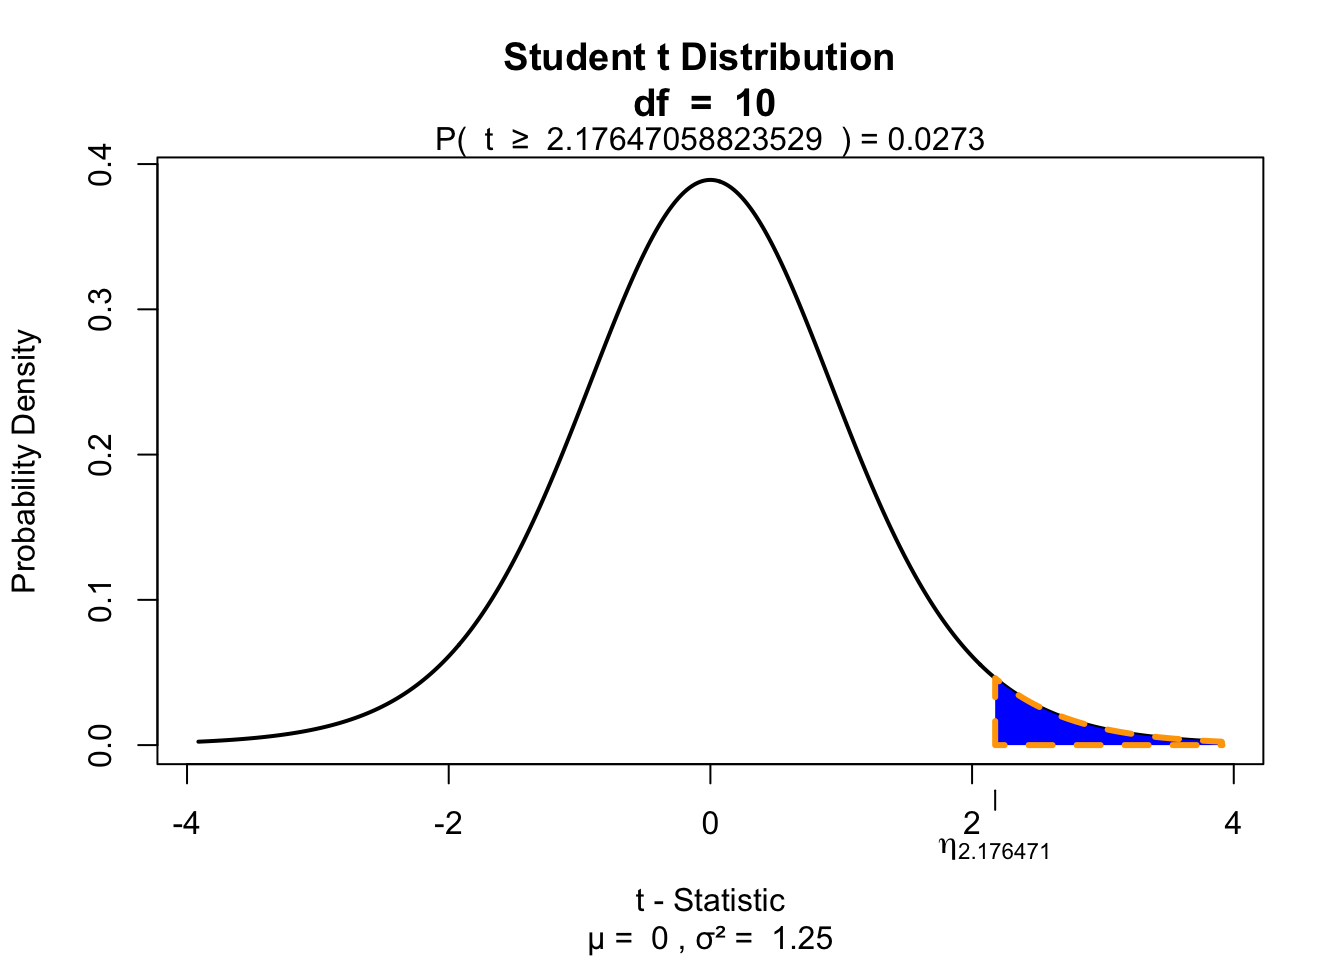 Student t Distribution
df = 10
P( t ≥ 2.17647058823529 ) = 0.0273
Probability Density
0.4
0.3
0.2
0.1
0.0
-4 -2 0 2 4
η2.176471
t - Statistic
μ = 0 , σ² = 1.25